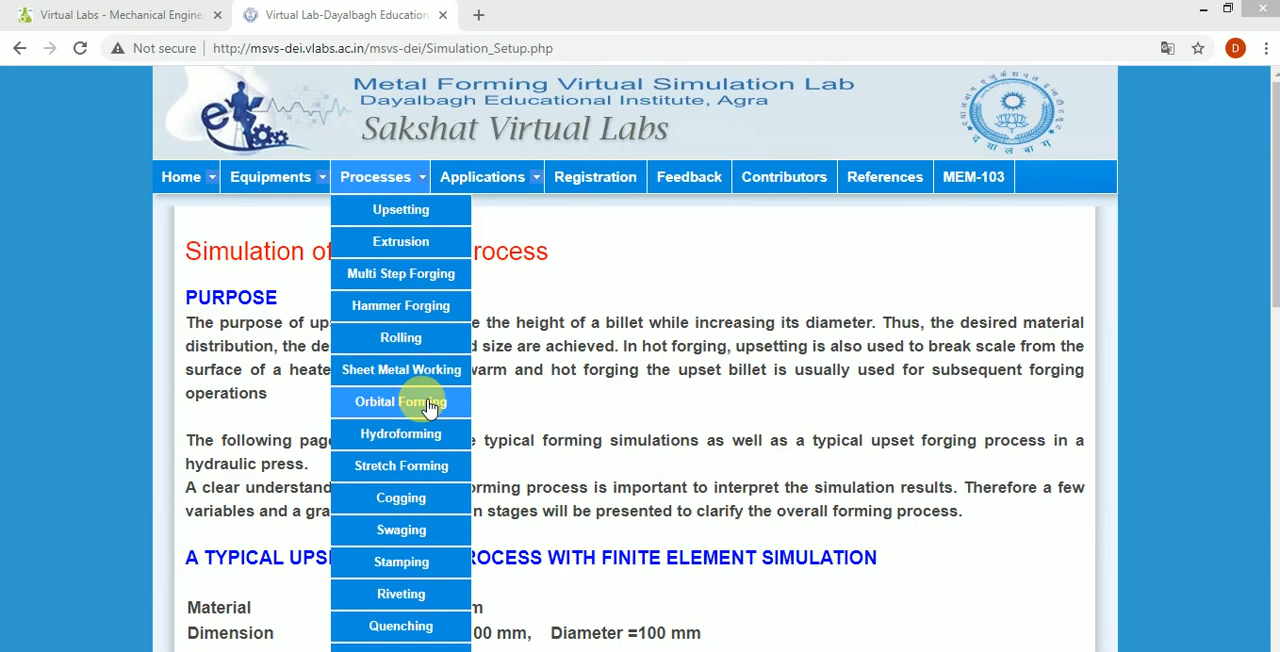 Virtual Labs - Mechanical Engine
Virtual Lab-Dayalbagh Education
Not secure
http://msvs-dei.vlabs.ac.in/msvs-dei/Simulation_Setup.php
D
Metal Forming Virtual Simulation Lab
Dayalbagh Educational Institute, Agra
Sakshat Virtual Labs
Home
Equipments
Processes
Applications
Registration
Feedback
Contributors
References
MEM-103
Upsetting
Extrusion
Multi Step Forging
Hammer Forging
Rolling
Sheet Metal Working
Orbital Forming
Hydroforming
Stretch Forming
Cogging
Swaging
Stamping
Riveting
Quenching
Simulation of rocess
PURPOSE
The purpose of up e the height of a billet while increasing its diameter. Thus, the desired material
distribution, the de d size are achieved. In hot forging, upsetting is also used to break scale from the
surface of a heate warm and hot forging the upset billet is usually used for subsequent forging
operations
The following pag e typical forming simulations as well as a typical upset forging process in a
hydraulic press.
A clear understand orming process is important to interpret the simulation results. Therefore a few
variables and a gra n stages will be presented to clarify the overall forming process.
A TYPICAL UPS ROCESS WITH FINITE ELEMENT SIMULATION
Material m
Dimension 00 mm, Diameter =100 mm